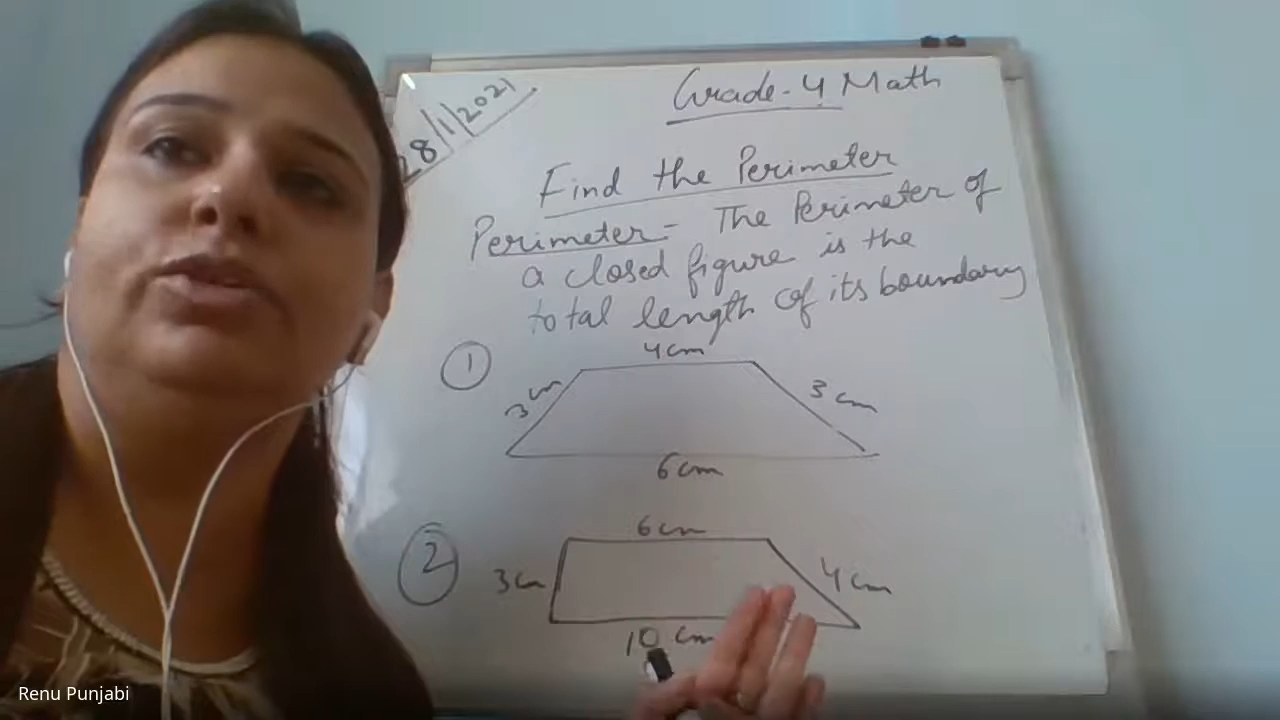 28/1/2021
Grade-4 Math
Find the Perimeter
Perimeter- The Perimeter of
a closed figure is the
total length of its boundary
1
4cm
3cm
3cm
6cm
2
6cm
3cm
4cm
10 cm
Renu Punjabi